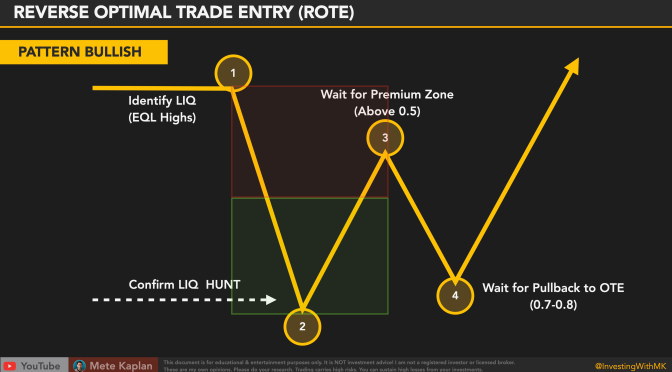 REVERSE OPTIMAL TRADE ENTRY (ROTE)
PATTERN BULLISH
1
Identify LIQ
(EQL Highs)
Wait for Premium Zone
(Above 0.5)
3
Confirm LIQ HUNT
2
4
Wait for Pullback to OTE
(0.7-0.8)
YouTube
Mete Kaplan
This document is for educational & entertainment purposes only. It is NOT investment advice! I am not a registered investor or licensed broker.
These are my own opinions. Please do your research. Trading carries high risks. You can sustain high losses from your investments.
@InvestingWithMK